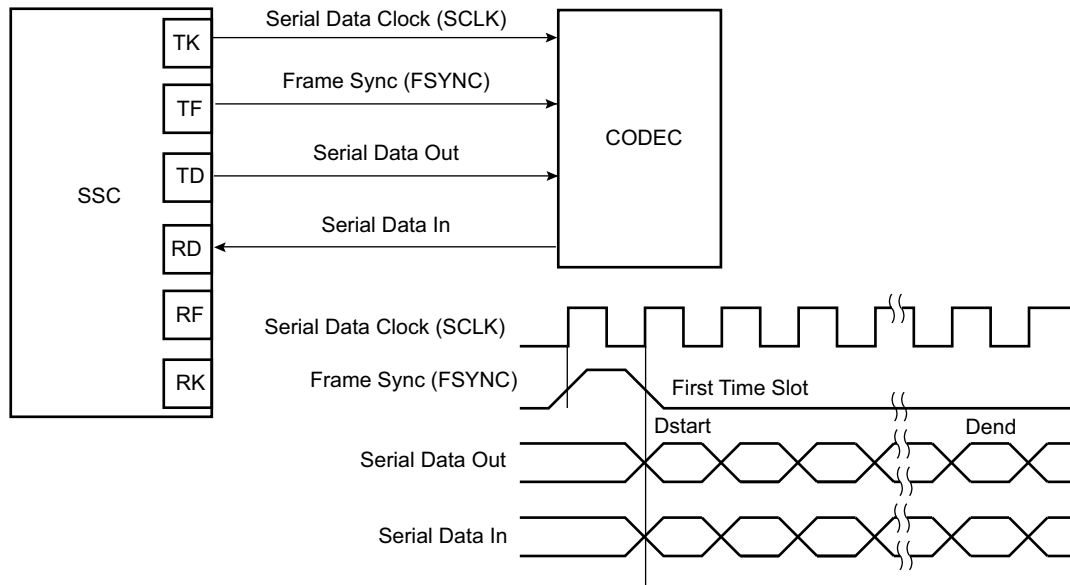 SSC
TK
TF
TD
RD
RF
RK
Serial Data Clock (SCLK)
Frame Sync (FSYNC)
Serial Data Out
Serial Data In
CODEC
Serial Data Clock (SCLK)
Frame Sync (FSYNC)
First Time Slot
Dstart
Dend
Serial Data Out
Serial Data In